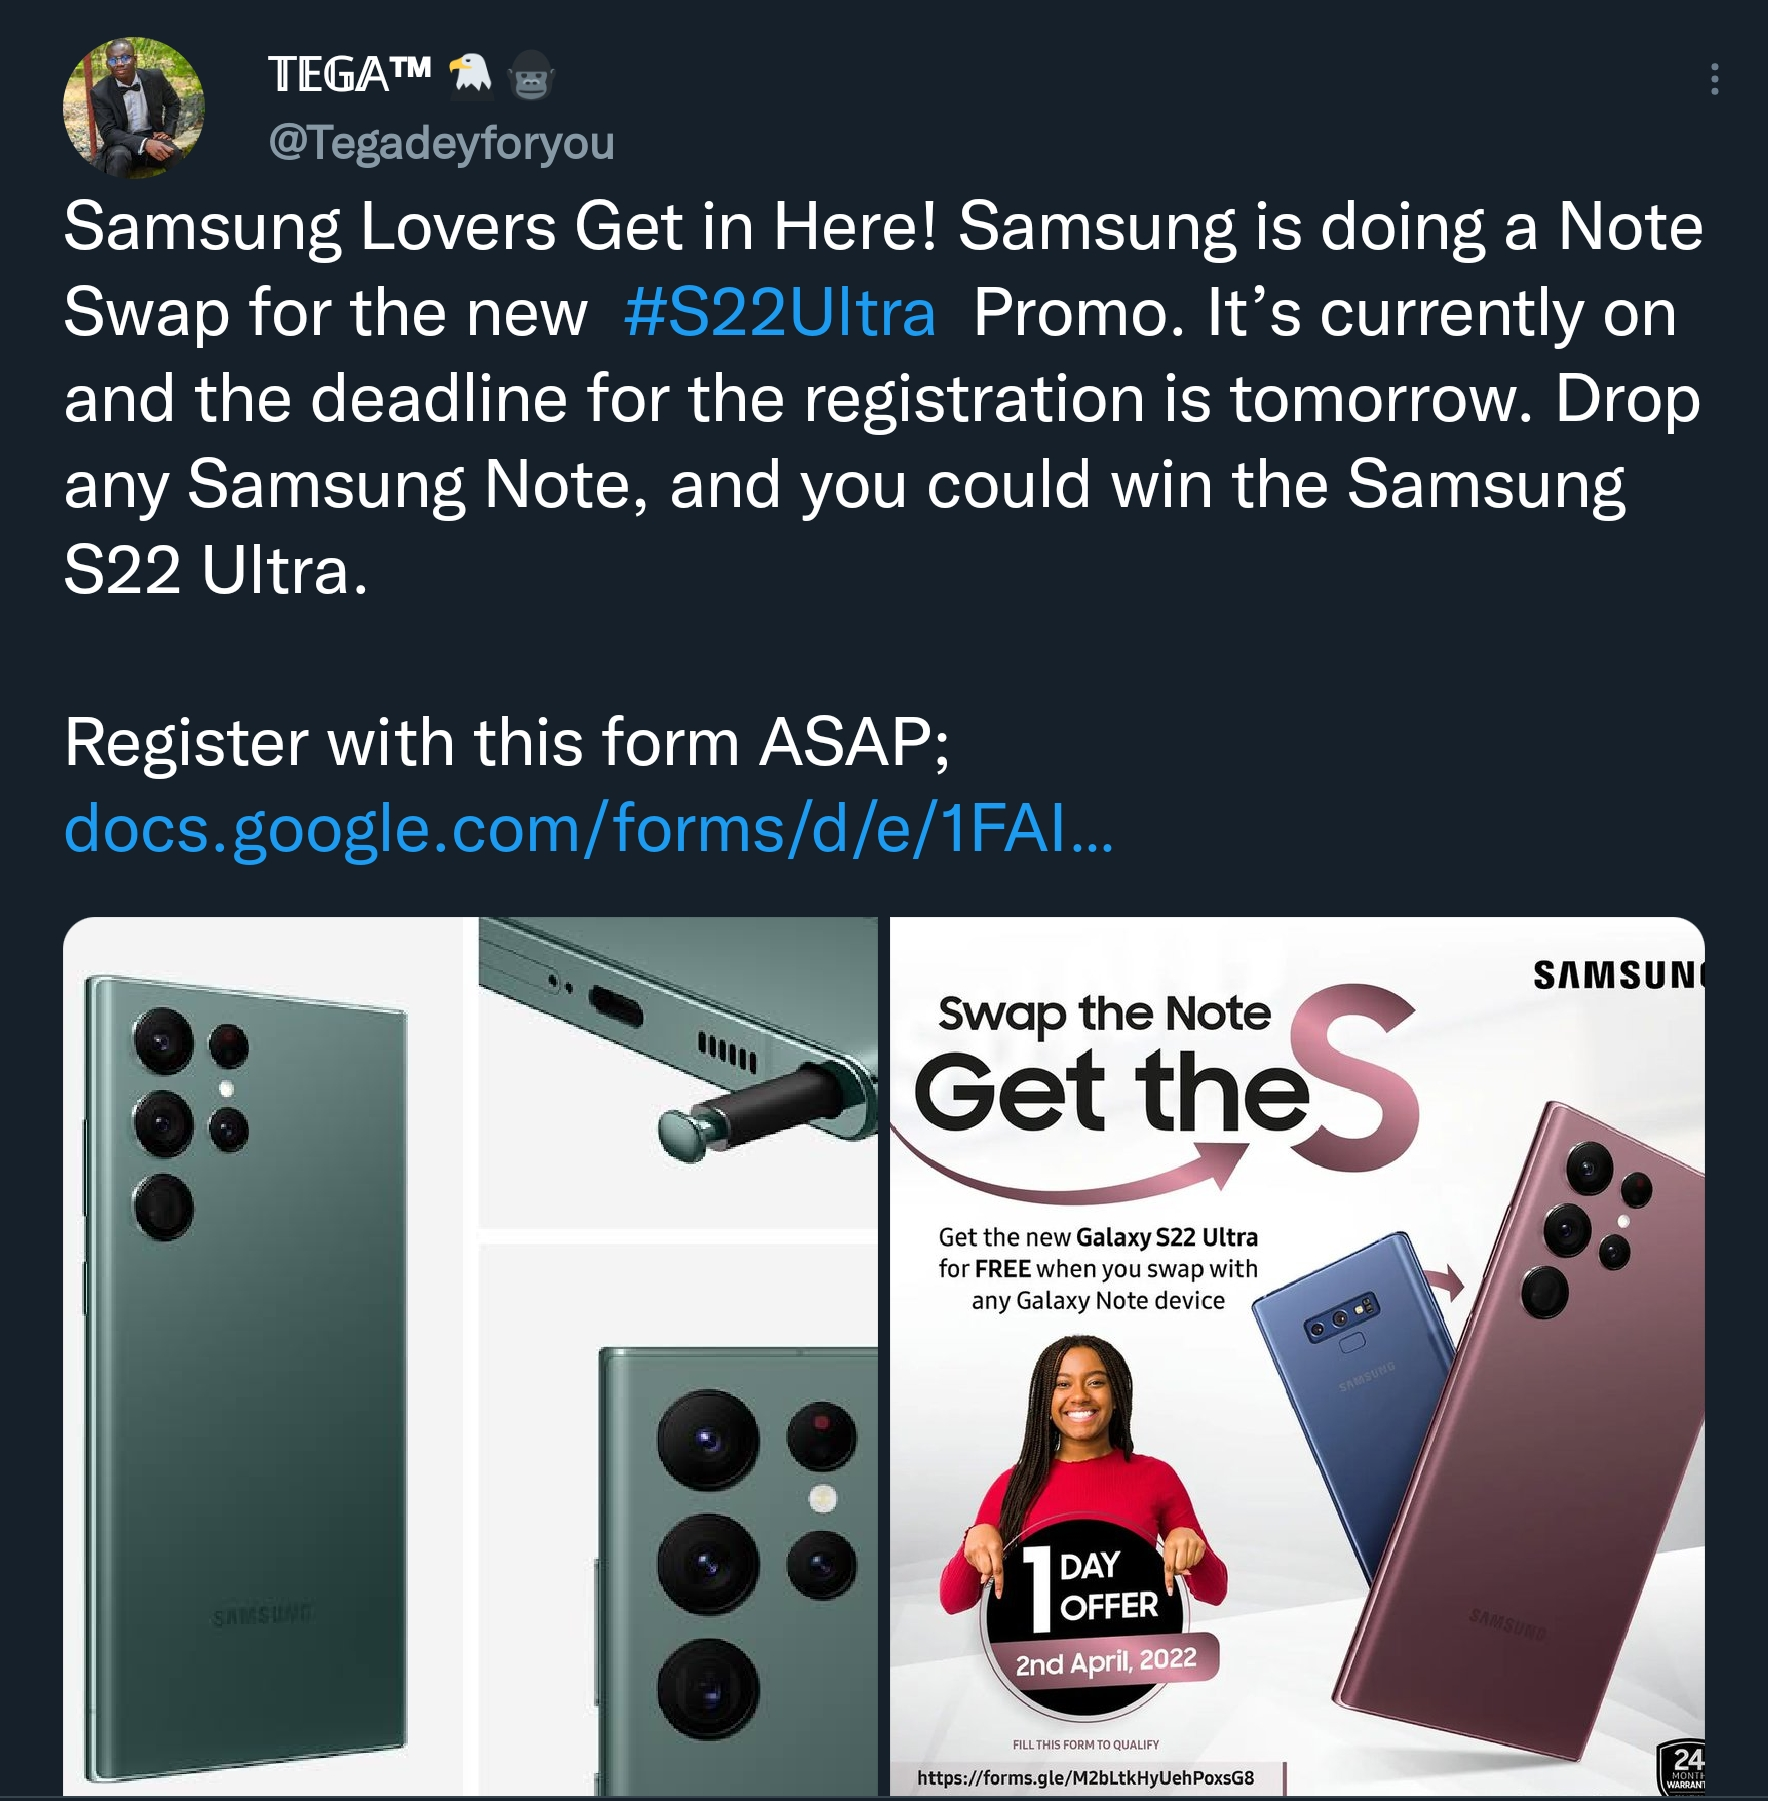 TEGA™ 🦅 🦍
@Tegadeyforyou
Samsung Lovers Get in Here! Samsung is doing a Note
Swap for the new #S22Ultra Promo. It’s currently on
and the deadline for the registration is tomorrow. Drop
any Samsung Note, and you could win the Samsung
S22 Ultra.
Register with this form ASAP;
docs.google.com/forms/d/e/1FAI...
SAMSUNG
SAMSUN
Swap the Note
Get the S
Get the new Galaxy S22 Ultra
for FREE when you swap with
any Galaxy Note device
SAMSUNG
SAMSUNG
1 DAY
OFFER
2nd April, 2022
FILL THIS FORM TO QUALIFY
https://forms.gle/M2bLtkHyUehPoxsG8
24
MONTH
WARRANT